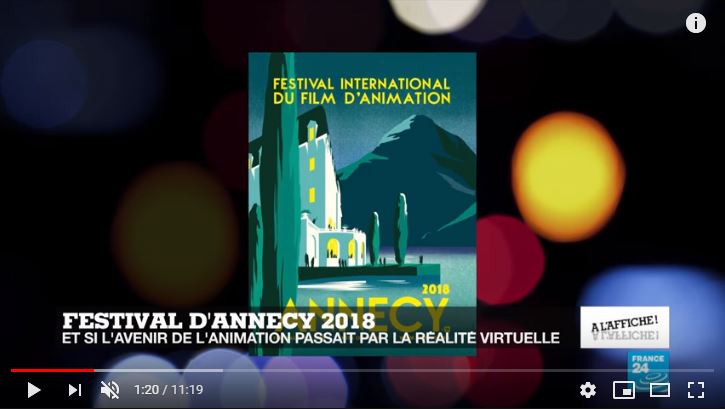 FESTIVAL INTERNATIONAL
DU FILM D'ANIMATION
2018
ANNECY
FESTIVAL D'ANNECY 2018
ET SI L'AVENIR DE L'ANIMATION PASSAIT PAR LA RÉALITÉ VIRTUELLE
A L'AFFICHE!
FRANCE
24
1:20 / 11:19